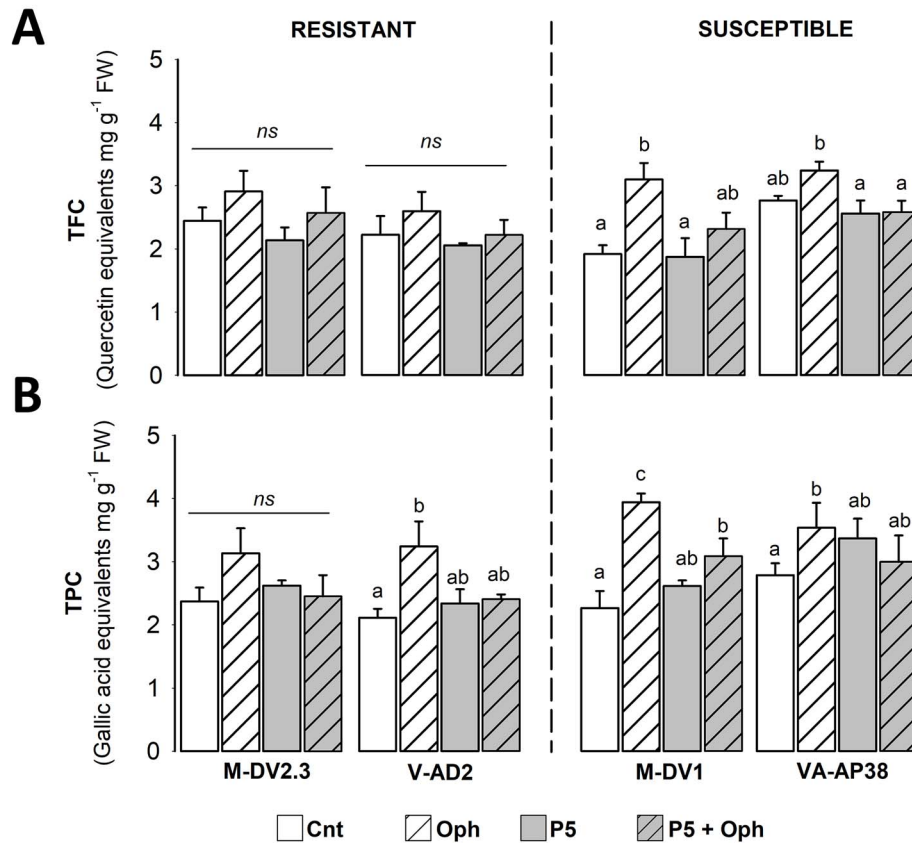 A
RESISTANT SUSCEPTIBLE
TFC
(Quercetin equivalents mg g⁻¹ FW)
5
4
3
2
1
0
ns ns
a b a ab ab b a a
B
TPC
(Gallic acid equivalents mg g⁻¹ FW)
5
4
3
2
1
0
ns a b ab ab a c ab b a b ab ab
M-DV2.3 V-AD2 M-DV1 VA-AP38
Cnt Oph P5 P5 + Oph